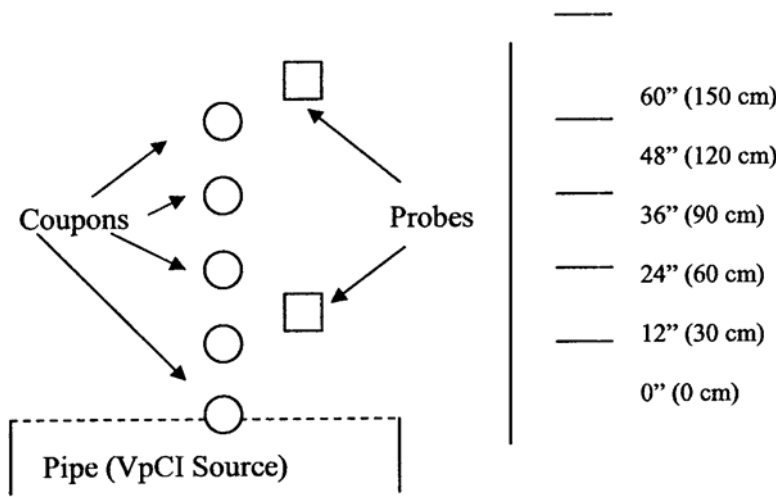 60” (150 cm)
48” (120 cm)
36” (90 cm)
24” (60 cm)
12” (30 cm)
0” (0 cm)
Coupons
Probes
Pipe (VpCI Source)